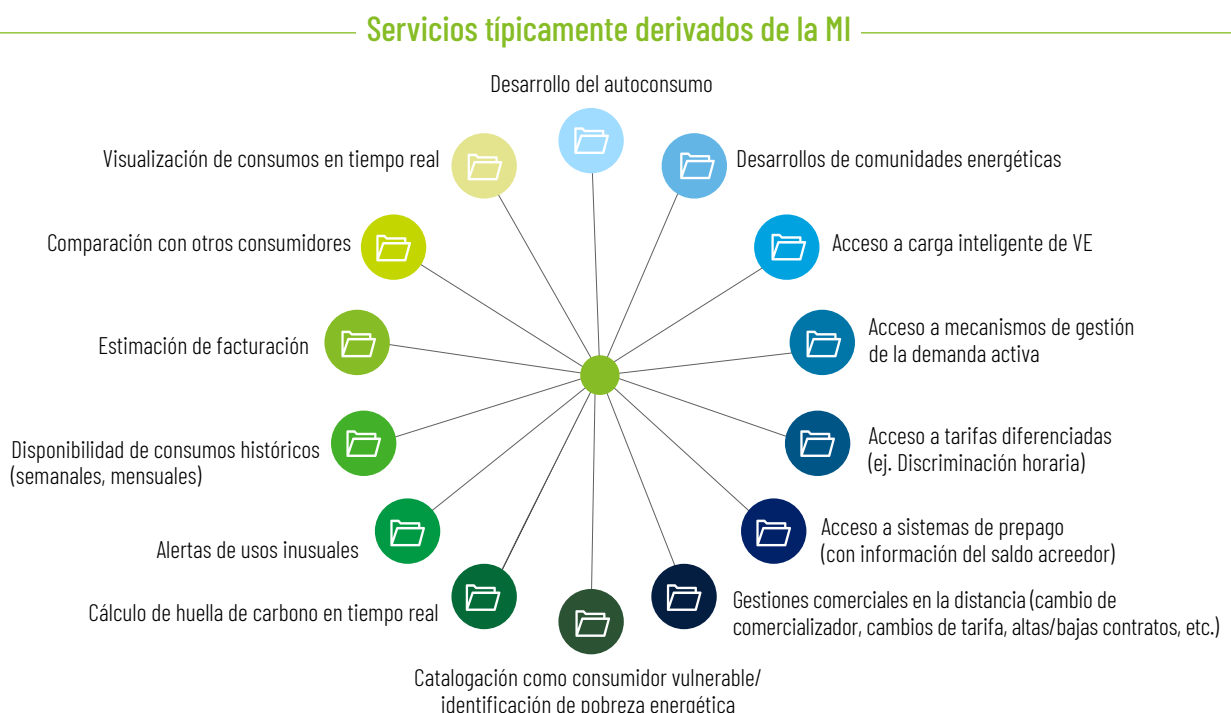 Servicios típicamente derivados de la MI
Desarrollo del autoconsumo
Visualización de consumos en tiempo real
Desarrollos de comunidades energéticas
Comparación con otros consumidores
Acceso a carga inteligente de VE
Estimación de facturación
Acceso a mecanismos de gestión
de la demanda activa
Disponibilidad de consumos históricos
(semanales, mensuales)
Acceso a tarifas diferenciadas
(ej. Discriminación horaria)
Alertas de usos inusuales
Acceso a sistemas de prepago
(con información del saldo acreedor)
Cálculo de huella de carbono en tiempo real
Gestiones comerciales en la distancia (cambio de
comercializador, cambios de tarifa, altas/bajas contratos, etc.)
Catalogación como consumidor vulnerable/
identificación de pobreza energética